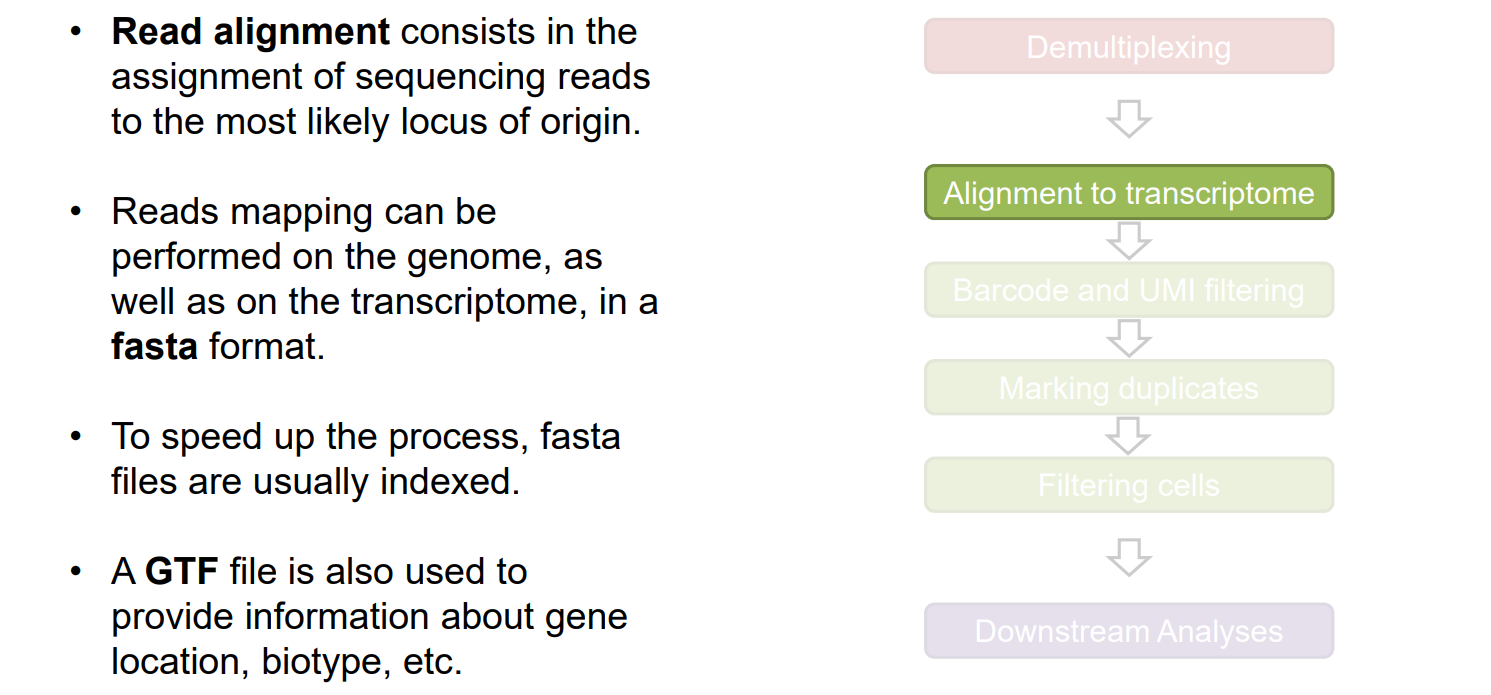 • Read alignment consists in the
assignment of sequencing reads
to the most likely locus of origin.
• Reads mapping can be
performed on the genome, as
well as on the transcriptome, in a
fasta format.
• To speed up the process, fasta
files are usually indexed.
• A GTF file is also used to
provide information about gene
location, biotype, etc.
Demultiplexing
Alignment to transcriptome
Barcode and UMI filtering
Marking duplicates
Filtering cells
Downstream Analyses